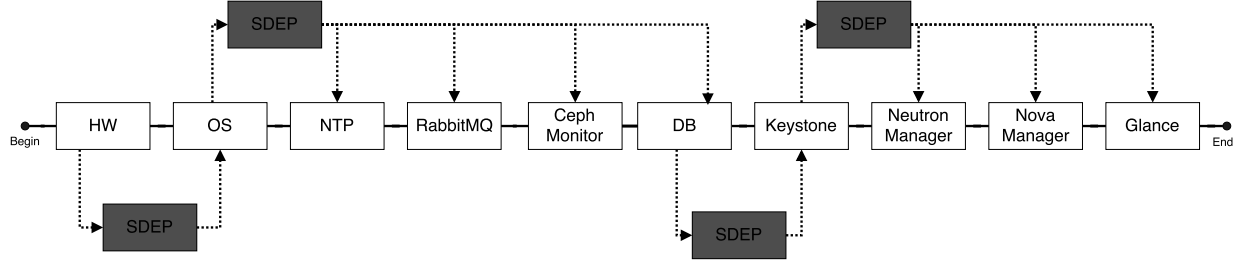 SDEP
SDEP
Begin
HW
OS
NTP
RabbitMQ
Ceph
Monitor
DB
Keystone
Neutron
Manager
Nova
Manager
Glance
End
SDEP
SDEP